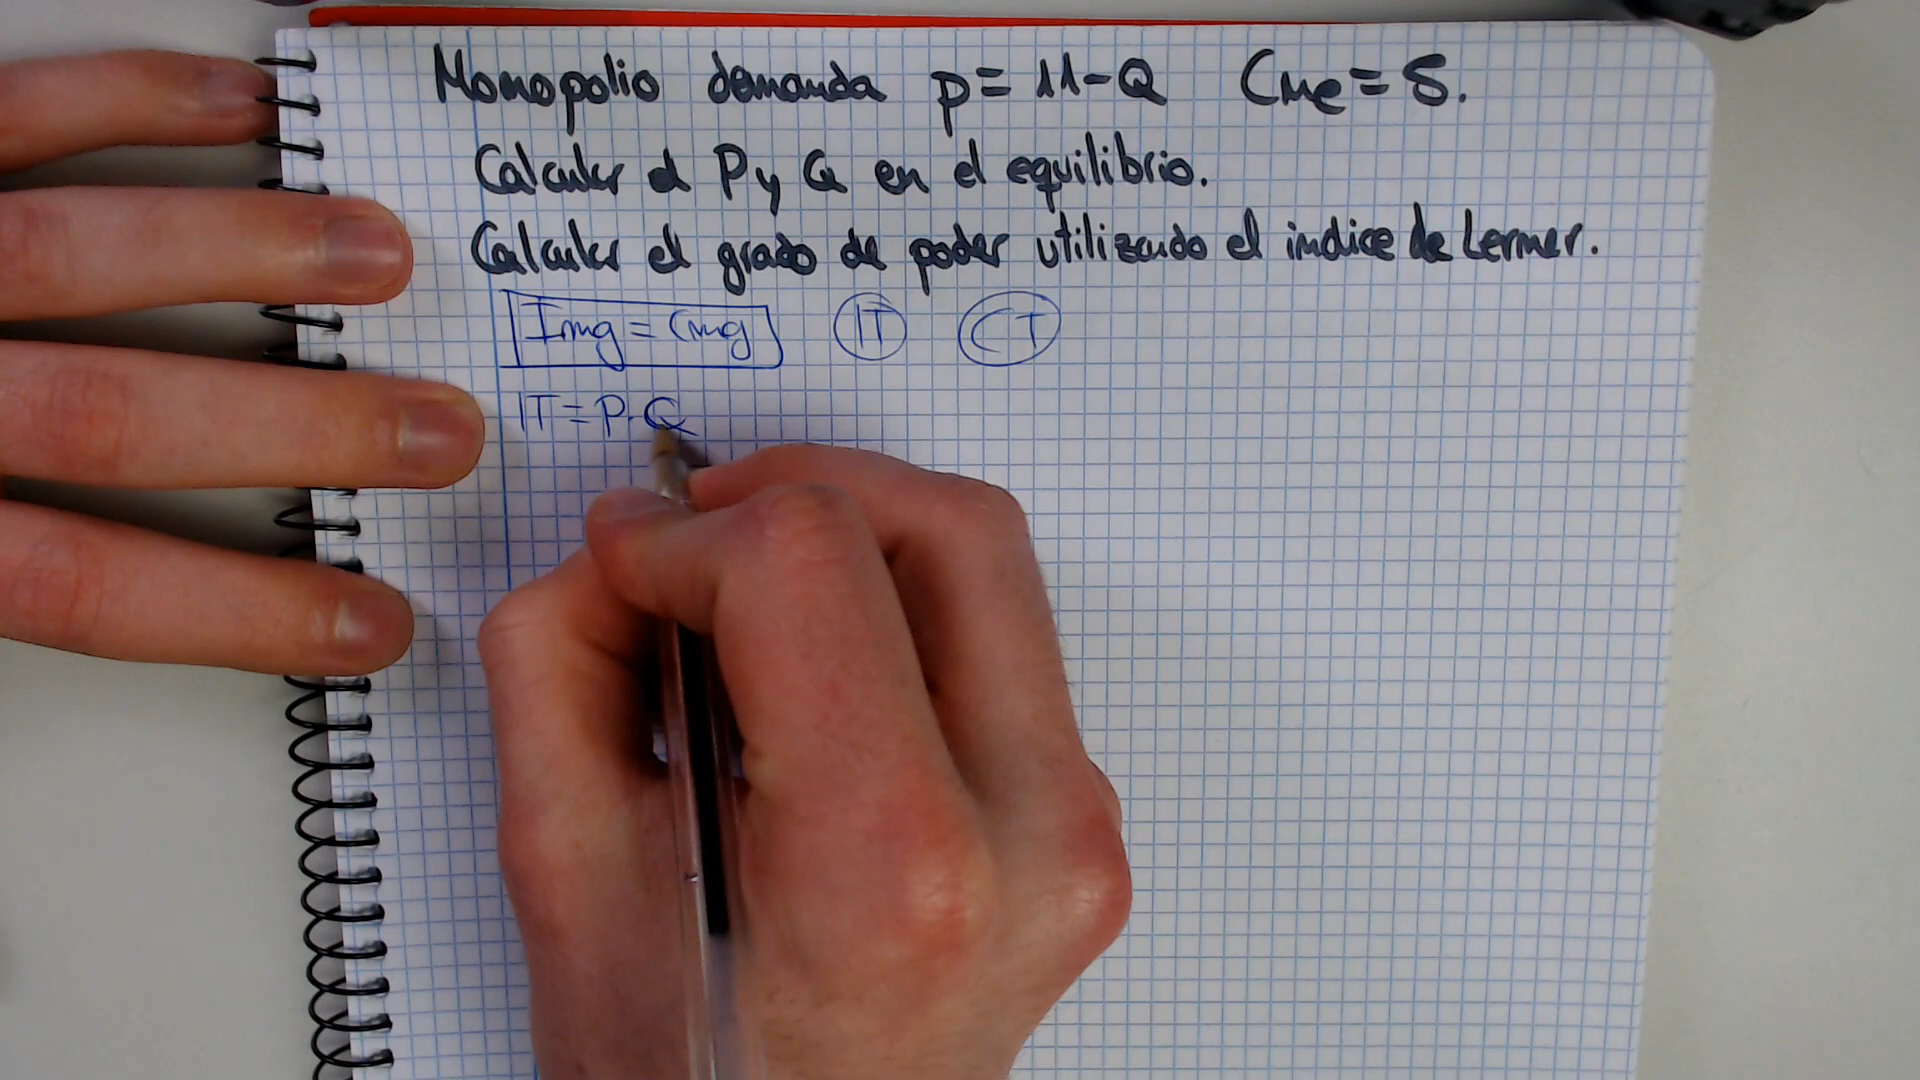 Monopolio demanda p = 11-Q CMe = 5.
Calcular el P y Q en el equilibrio.
Calcular el grado de poder utilizando el indice de Lerner.
Img = Cmg IT CT
IT = P. Q